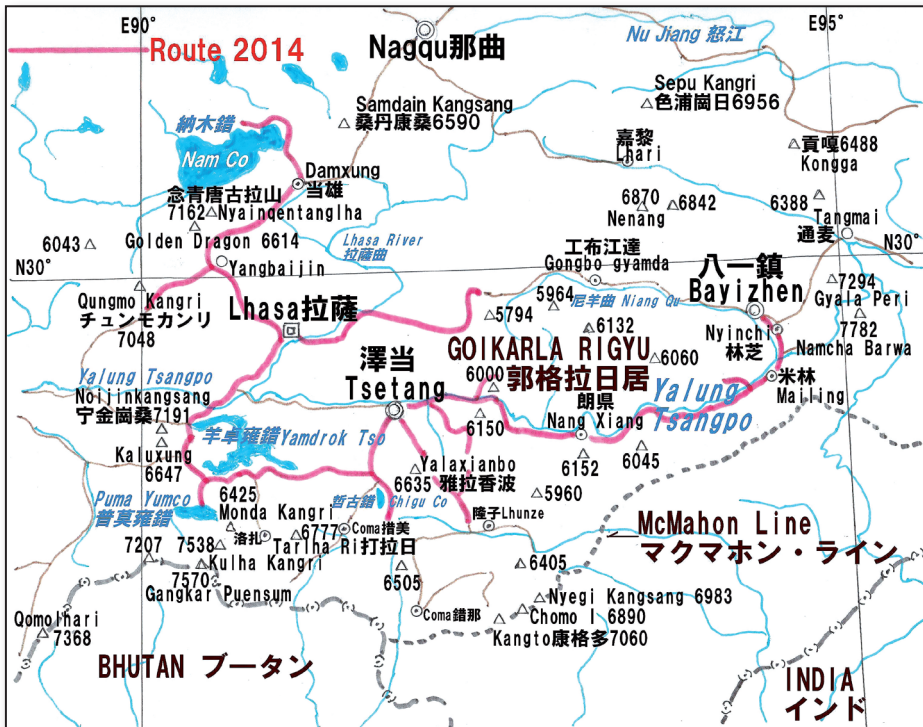 E90°
E95°
Route 2014
Nagqu那曲
Nu Jiang 怒江
Sepu Kangri
色浦崗日6956
Samdain Kangsang
桑丹康桑6590
納木錯
Nam Co
嘉黎
Lhari
貢嘎6488
Kongga
Damxung
当雄
念青唐古拉山
7162 Nyainqentanglha
6870
Nenang
6842
6388
Tangmai
通麦
6043
Golden Dragon 6614
Lhasa River
拉薩曲
工布江達
Gongbo gyamda
N30°
N30°
Yangbaijin
八一鎮
Bayizhen
7294
Gyala Peri
Qungmo Kangri
チュンモカンリ
7048
Lhasa拉薩
5964
尼羊曲 Niang Qu
5794
6132
Nyinchi
林芝
7782
Namcha Barwa
澤当
Tsetang
GOIKARLA RIGYU
郭格拉日居
6060
6000
米林
Mailing
Yalung Tsangpo
Noijinkangsang
宁金崗桑7191
朗県
Nang Xiang
Yalung
Tsangpo
羊卓雍錯Yamdrok Tso
6150
Kaluxung
6647
6152
6045
Yalaxianbo
6635 雅拉香波
Puma Yumco
普莫雍錯
6425
Monda Kangri
哲古錯 Chigu Co
5960
隆子Lhunze
洛扎
6777
Coma措美
McMahon Line
マクマホン・ライン
7207
7538
Tarlha Ri打拉日
Kulha Kangri
7570
Gangkar Puensum
6505
6405
Nyegi Kangsang 6983
Coma錯那
Chomo I 6890
Kangto康格多7060
Qomolhari
7368
BHUTAN ブータン
INDIA
インド